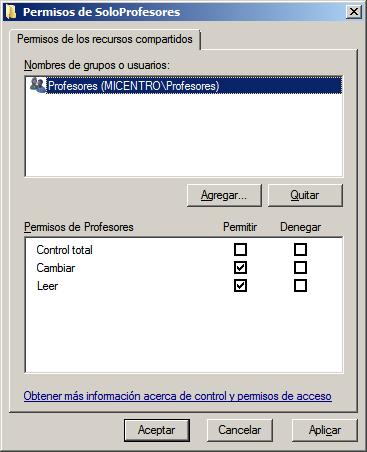 Permisos de SoloProfesores
Permisos de los recursos compartidos
Nombres de grupos o usuarios:
Profesores (MICENTRO\Profesores)
Agregar... Quitar
Permisos de Profesores Permitir Denegar
Control total
Cambiar
Leer
Obtener más información acerca de control y permisos de acceso
Aceptar Cancelar Aplicar